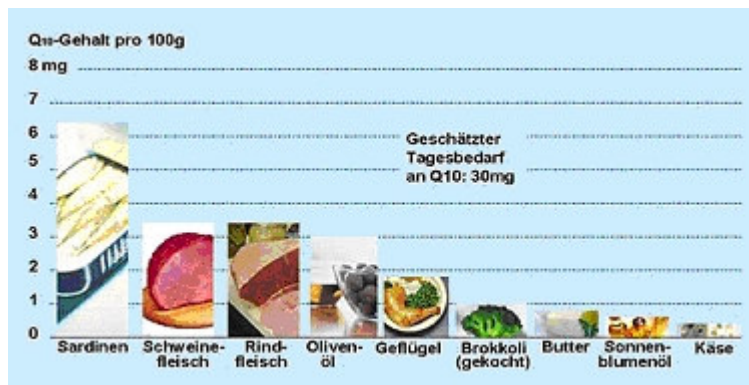 Q10-Gehalt pro 100g
8 mg
7
6
5
4
3
2
1
0
Geschätzter
Tagesbedarf
an Q10: 30mg
Sardinen
Schweine-
fleisch
Rind-
fleisch
Oliven-
öl
Geflügel
Brokkoli
(gekocht)
Butter
Sonnen-
blumenöl
Käse